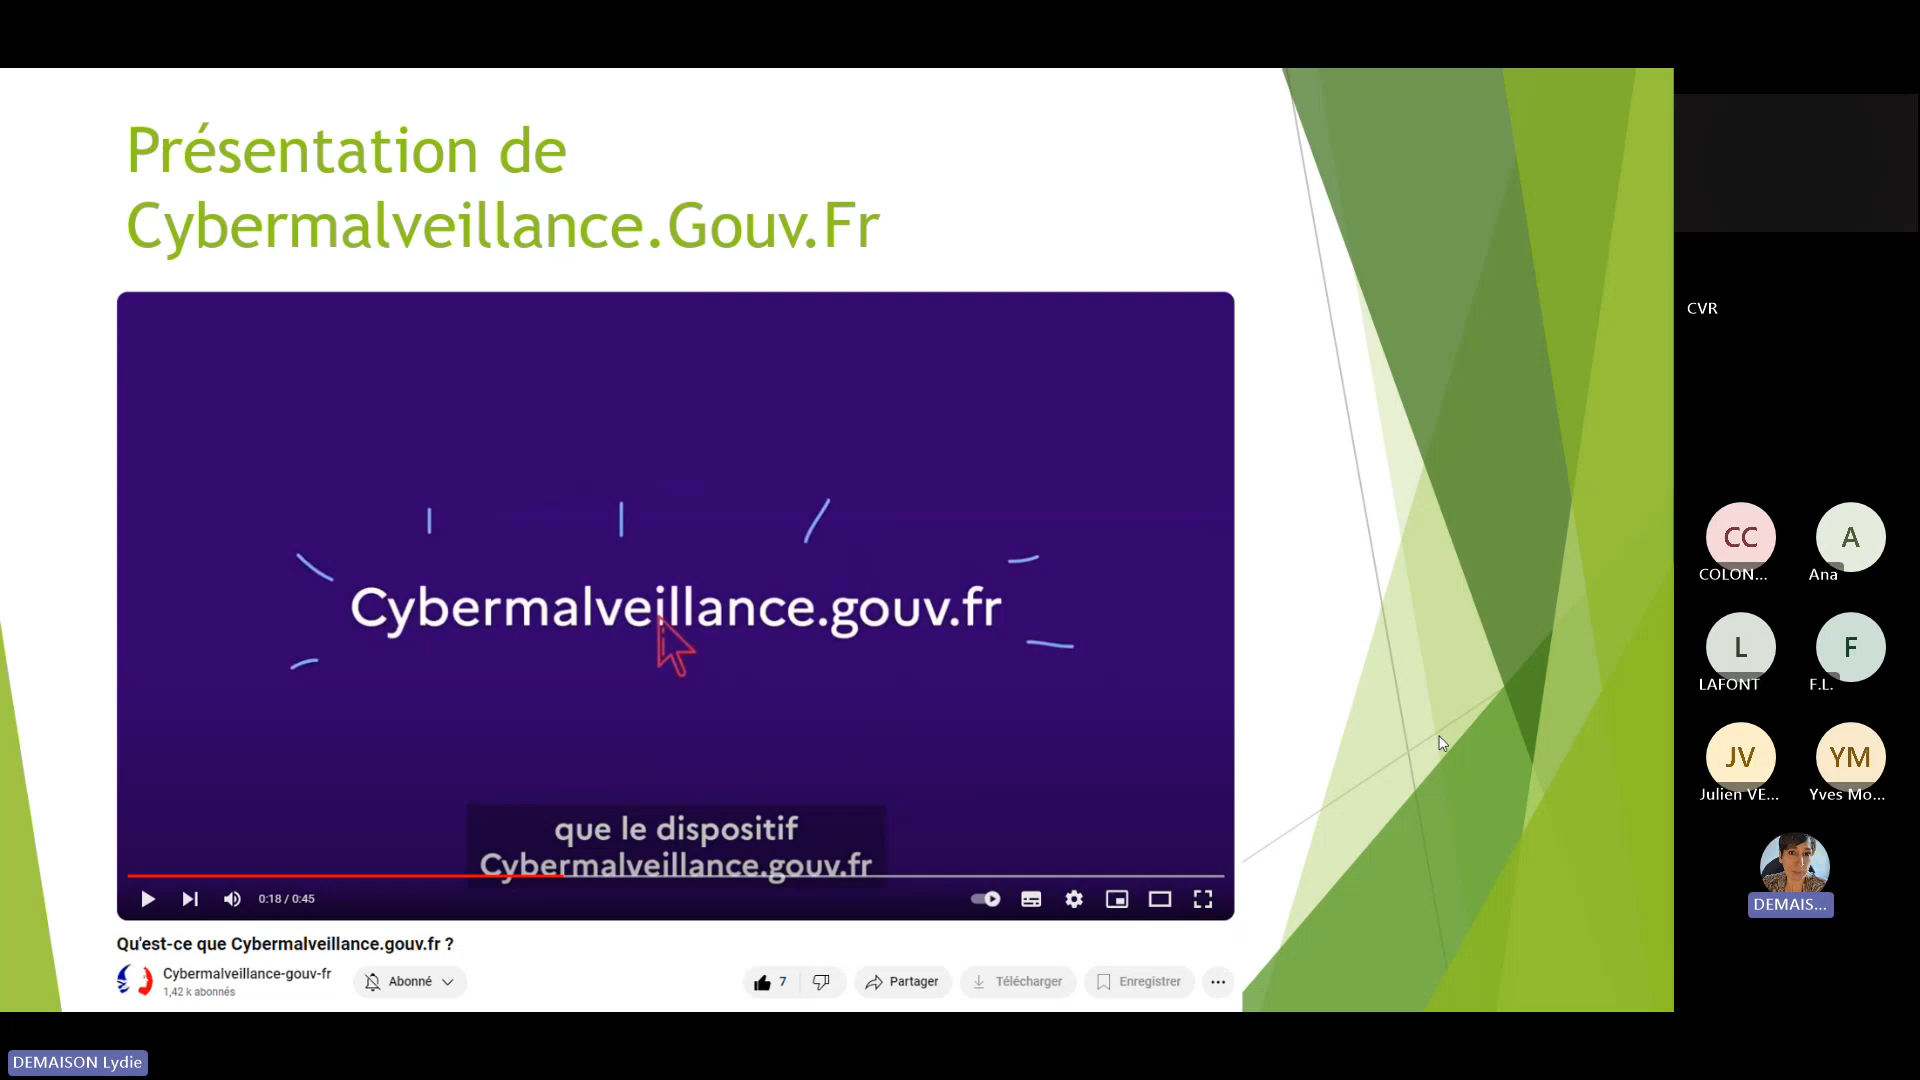 Présentation de
Cybermalveillance.Gouv.Fr
Cybermalveillance.gouv.fr
que le dispositif
Cybermalveillance.gouv.fr
0:18 / 0:45
Qu'est-ce que Cybermalveillance.gouv.fr ?
Cybermalveillance-gouv-fr
1,42 k abonnés
Abonné
7
Partager
Télécharger
Enregistrer
CVR
CC
COLON...
A
Ana
L
LAFONT
F
F.L.
JV
Julien VE...
YM
Yves Mo...
DEMAIS...
DEMAISON Lydie